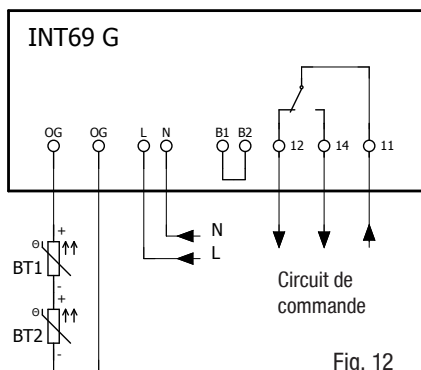 INT69 G
OG OG L N B1 B2 12 14 11
+
N
ϑ
L
BT1
-
Circuit de
commande
+
ϑ
BT2
-
Fig. 12